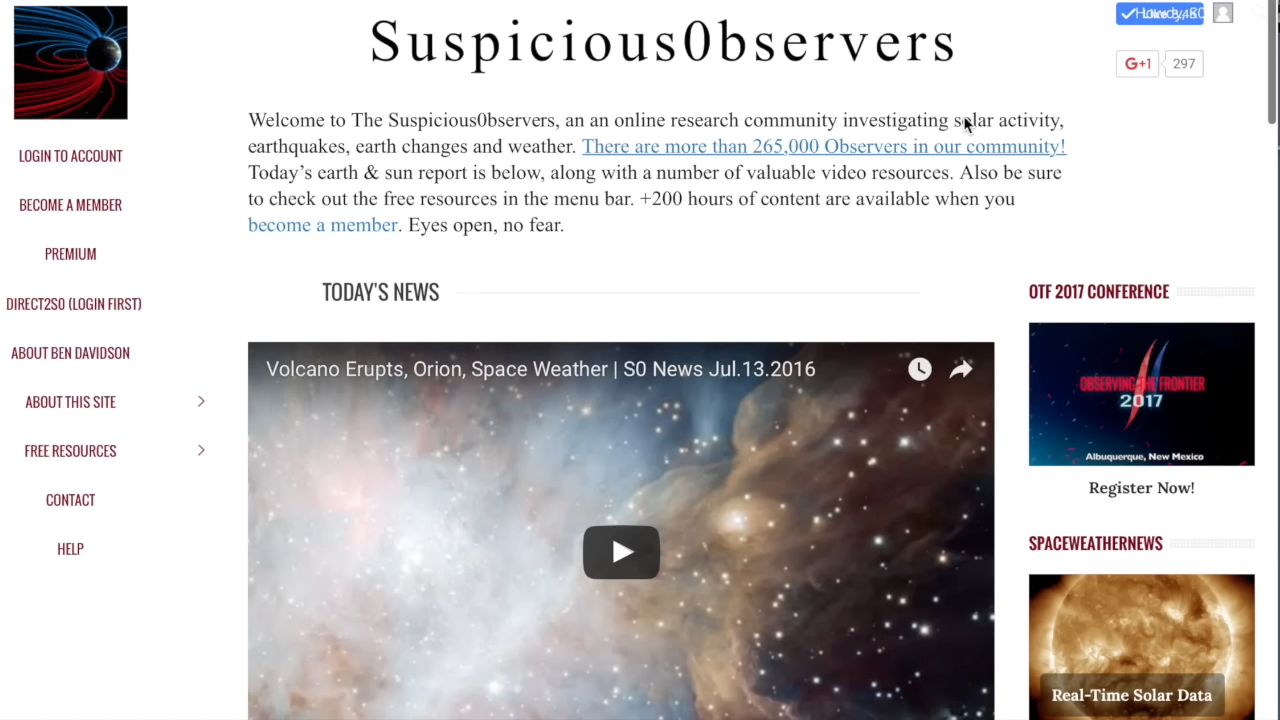 Suspicious0bservers
G+1
297
Welcome to The Suspicious0bservers, an an online research community investigating solar activity,
earthquakes, earth changes and weather. There are more than 265,000 Observers in our community!
Today’s earth & sun report is below, along with a number of valuable video resources. Also be sure
to check out the free resources in the menu bar. +200 hours of content are available when you
become a member. Eyes open, no fear.
LOGIN TO ACCOUNT
BECOME A MEMBER
PREMIUM
DIRECT2S0 (LOGIN FIRST)
ABOUT BEN DAVIDSON
ABOUT THIS SITE
FREE RESOURCES
CONTACT
HELP
TODAY'S NEWS
Volcano Erupts, Orion, Space Weather | S0 News Jul.13.2016
OTF 2017 CONFERENCE
OBSERVING THE FRONTIER
2017
Albuquerque, New Mexico
Register Now!
SPACEWEATHERNEWS
Real-Time Solar Data